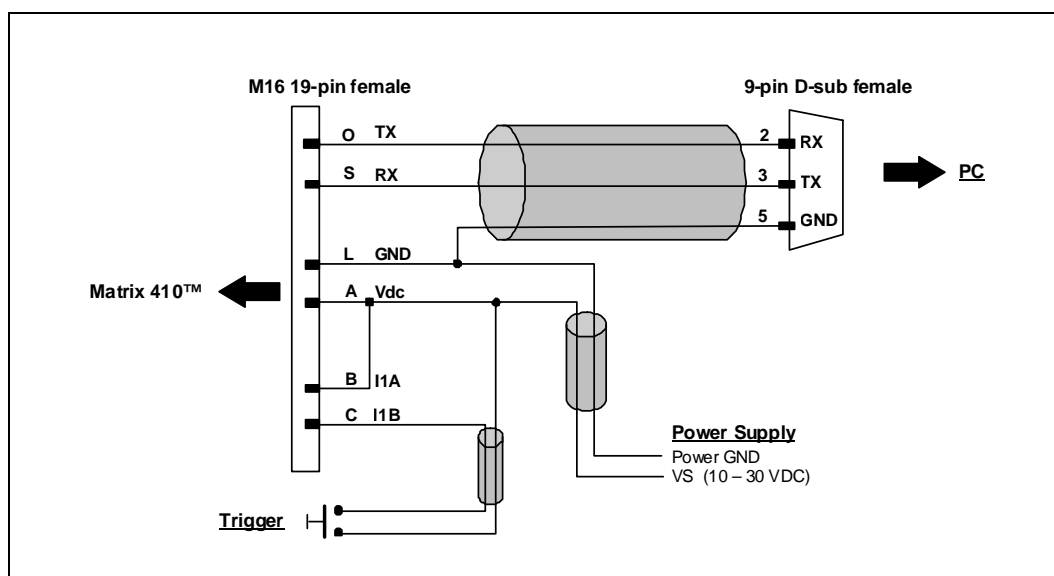 M16 19-pin female
9-pin D-sub female
O TX
2 RX
S RX
3 TX
PC
5 GND
L GND
Matrix 410™
A Vdc
B I1A
C I1B
Power Supply
Power GND
VS (10 – 30 VDC)
Trigger